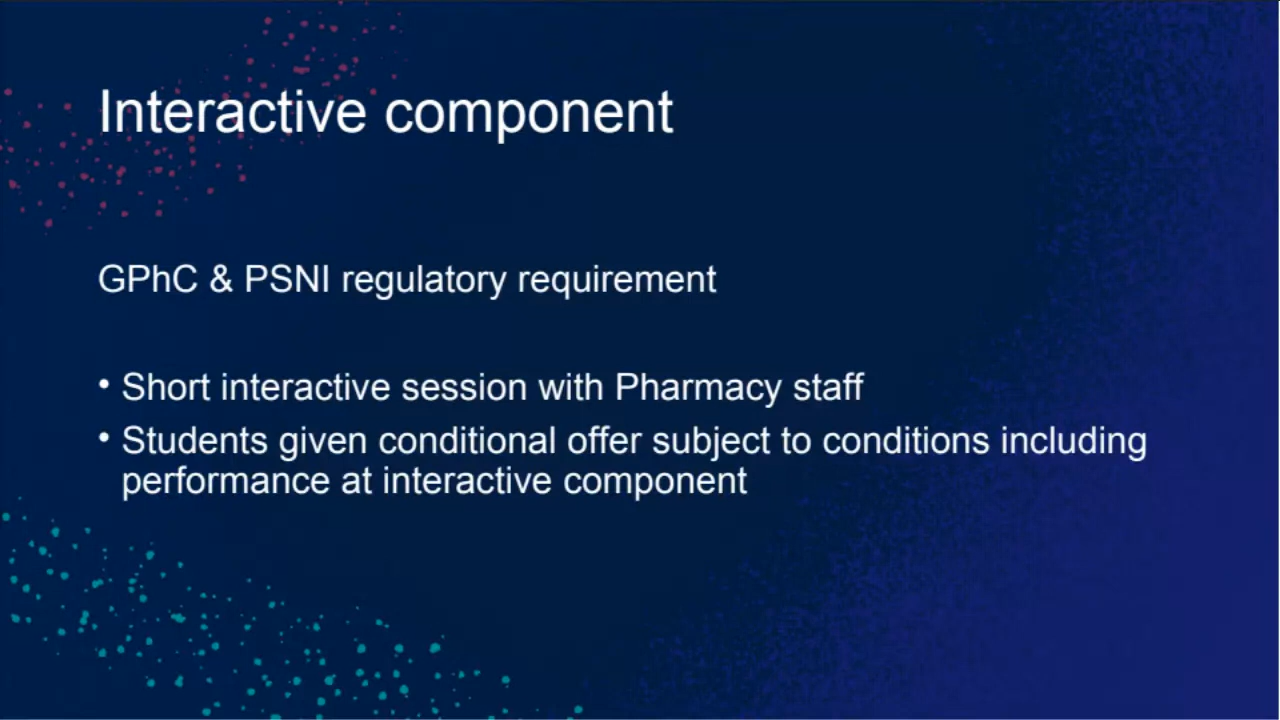 Interactive component
GPhC & PSNI regulatory requirement
• Short interactive session with Pharmacy staff
• Students given conditional offer subject to conditions including
performance at interactive component